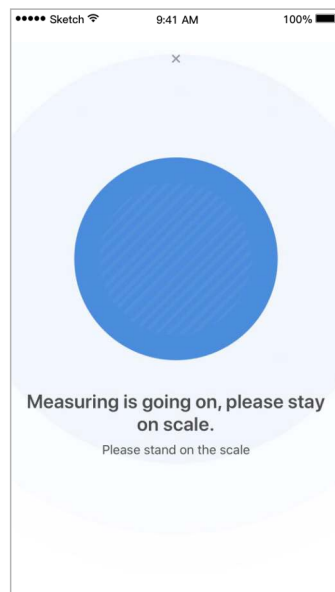 ●●●●● Sketch 9:41 AM 100%
×
Measuring is going on, please stay
on scale.
Please stand on the scale